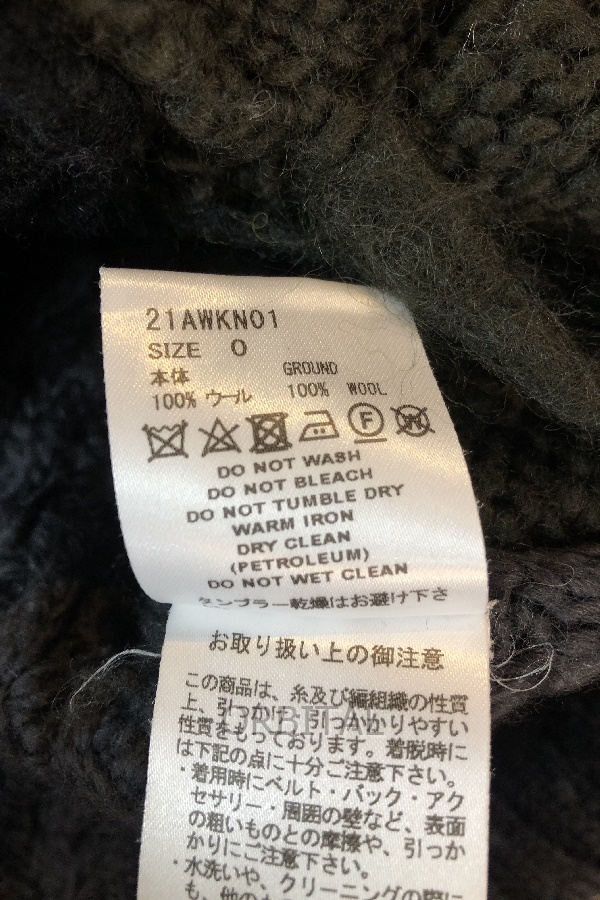 21AWKN01
SIZE 0
本体 GROUND
100% ウール 100% WOOL
F W
DO NOT WASH
DO NOT BLEACH
DO NOT TUMBLE DRY
WARM IRON
DRY CLEAN
(PETROLEUM)
DO NOT WET CLEAN
タンブラー乾燥はお避け下さ
お取り扱い上の御注意
この商品は、糸及び編組織の性質
上、引っかけ、引っかかりやすい
性質をもっております。着脱時に
は下記の点に十分ご注意下さい。
・着用時にベルト・バック・アク
セサリー・周囲の壁など、表面
の粗いものとの摩擦や、引っか
かりにご注意下さい。
・水洗いや、クリーニングの際に
も、他の
ORBITAL